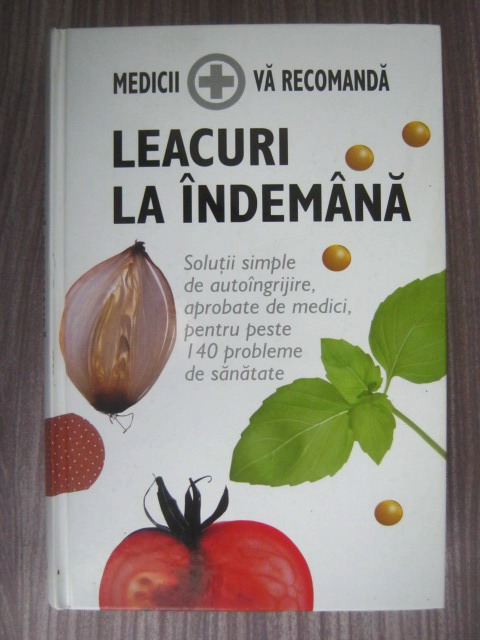 MEDICII VĂ RECOMANDĂ
LEACURI
LA ÎNDEMÂNĂ
Soluții simple
de autoîngrijire,
aprobate de medici,
pentru peste
140 probleme
de sănătate